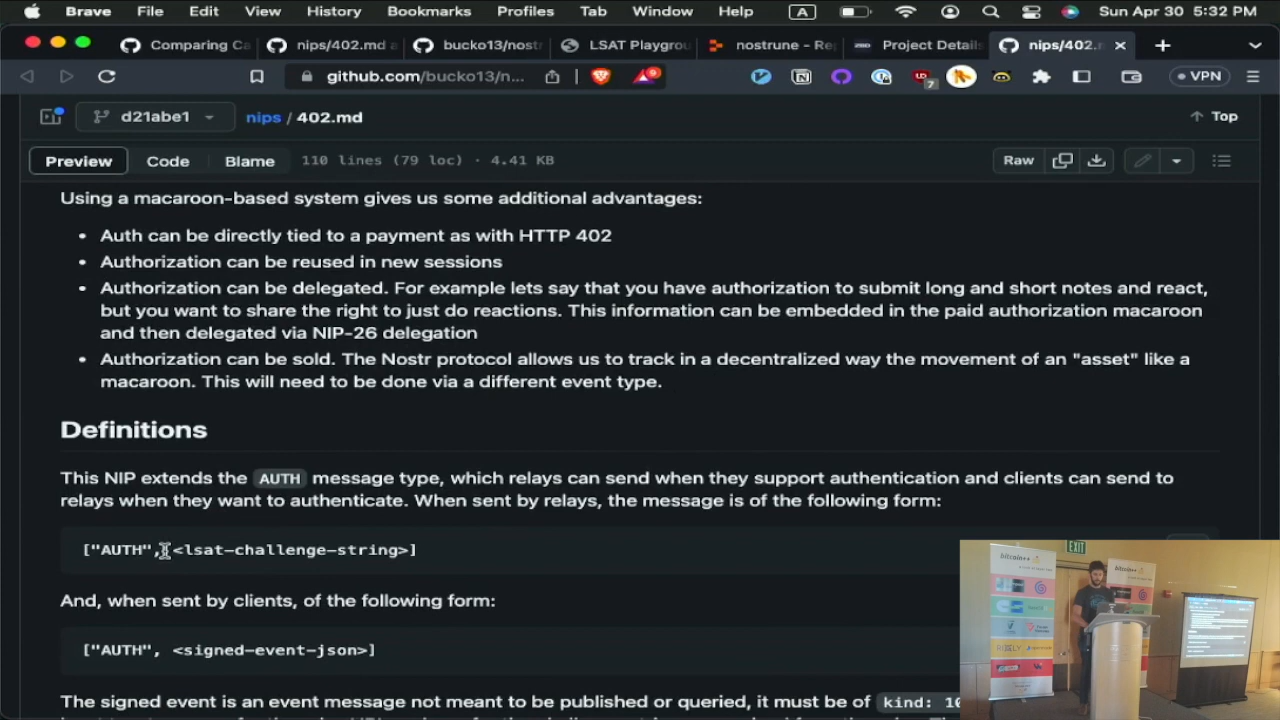 Brave File Edit View History Bookmarks Profiles Tab Window Help A Sun Apr 30 5:32 PM
Comparing Ca nips/402.md a bucko13/nost LSAT Playgrou nostrune - Re Project Details nips/402.
github.com/bucko13/n... 7 VPN
d21abe1 nips / 402.md Top
Preview Code Blame 110 lines (79 loc) · 4.41 KB Raw
Using a macaroon-based system gives us some additional advantages:
• Auth can be directly tied to a payment as with HTTP 402
• Authorization can be reused in new sessions
• Authorization can be delegated. For example lets say that you have authorization to submit long and short notes and react,
but you want to share the right to just do reactions. This information can be embedded in the paid authorization macaroon
and then delegated via NIP-26 delegation
• Authorization can be sold. The Nostr protocol allows us to track in a decentralized way the movement of an "asset" like a
macaroon. This will need to be done via a different event type.
Definitions
This NIP extends the AUTH message type, which relays can send when they support authentication and clients can send to
relays when they want to authenticate. When sent by relays, the message is of the following form:
["AUTH", <lsat-challenge-string>]
And, when sent by clients, of the following form:
["AUTH", <signed-event-json>]
The signed event is an event message not meant to be published or queried, it must be of kind: 10
EXIT
bitcoin++
bitcoin++